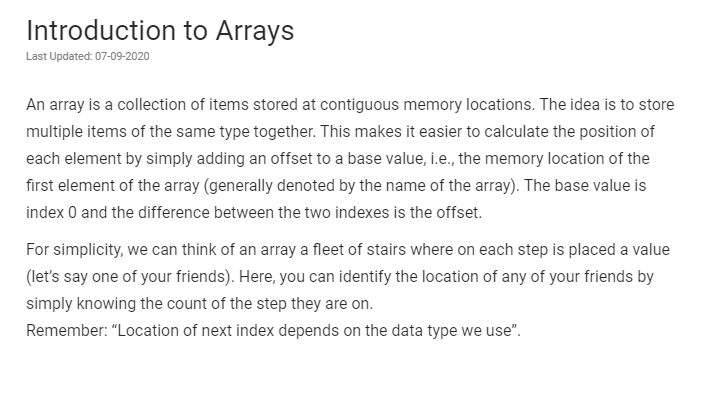 Introduction to Arrays
Last Updated: 07-09-2020
An array is a collection of items stored at contiguous memory locations. The idea is to store
multiple items of the same type together. This makes it easier to calculate the position of
each element by simply adding an offset to a base value, i.e., the memory location of the
first element of the array (generally denoted by the name of the array). The base value is
index 0 and the difference between the two indexes is the offset.
For simplicity, we can think of an array a fleet of stairs where on each step is placed a value
(let's say one of your friends). Here, you can identify the location of any of your friends by
simply knowing the count of the step they are on.
Remember: “Location of next index depends on the data type we use”.